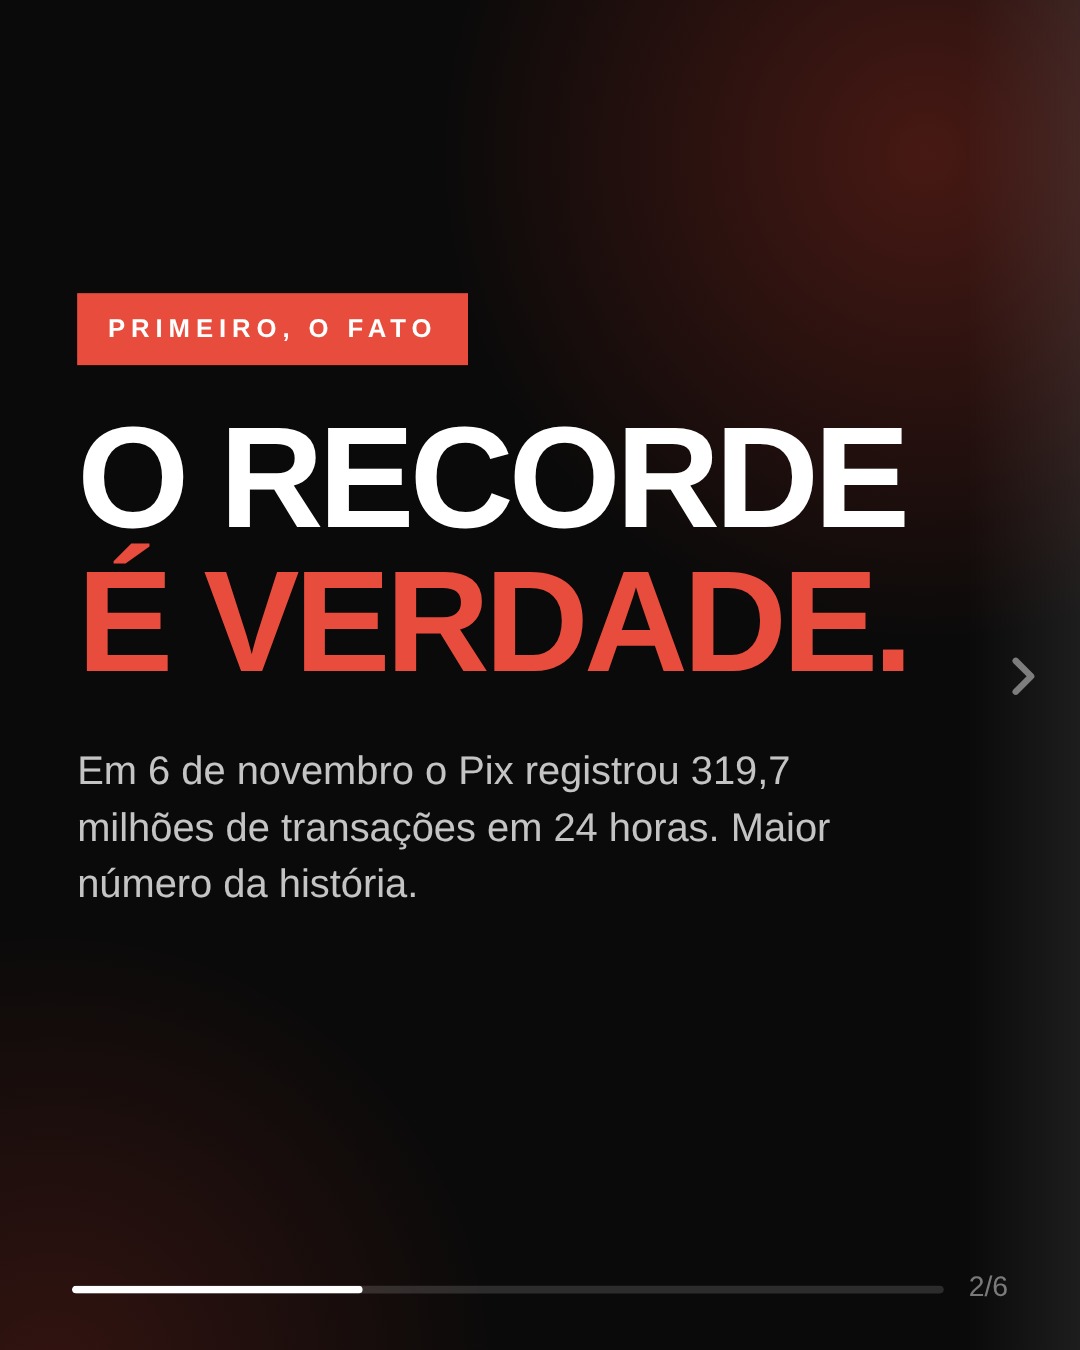 PRIMEIRO, O FATO
O RECORDE
É VERDADE.
Em 6 de novembro o Pix registrou 319,7
milhões de transações em 24 horas. Maior
número da história.
2/6